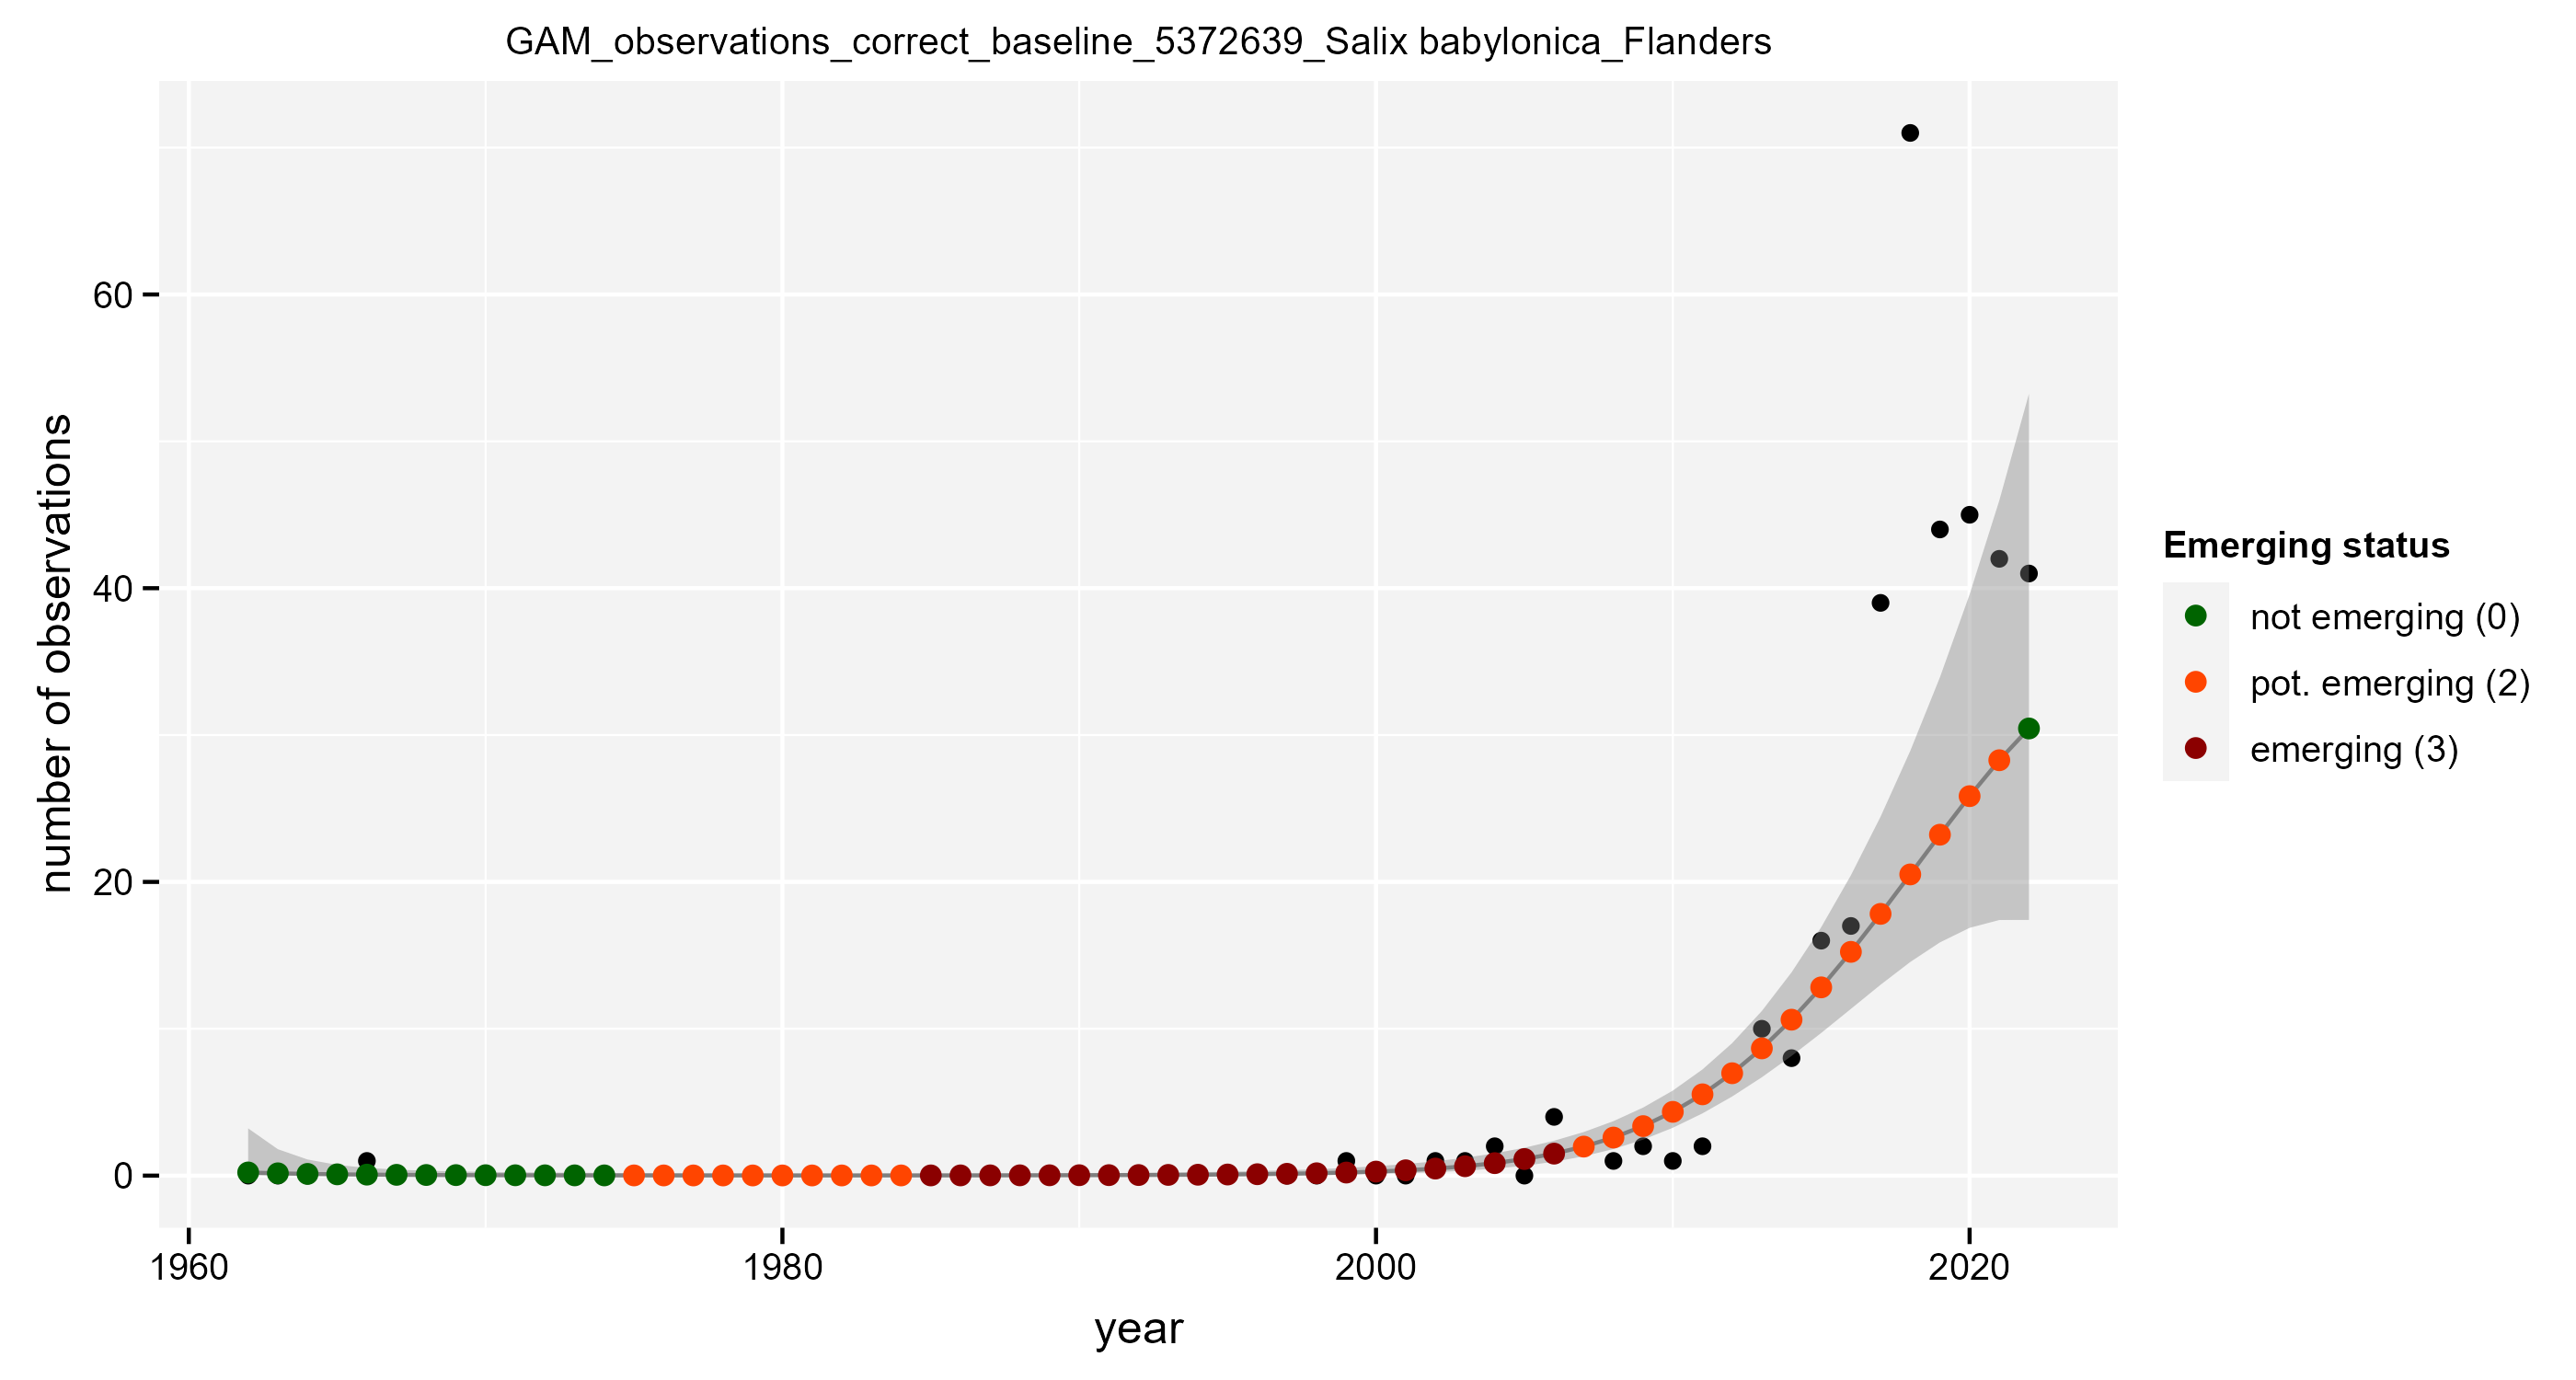 GAM_observations_correct_baseline_5372639_Salix babylonica_Flanders
number of observations
60
40
20
0
1960
1980
2000
2020
year
Emerging status
not emerging (0)
pot. emerging (2)
emerging (3)